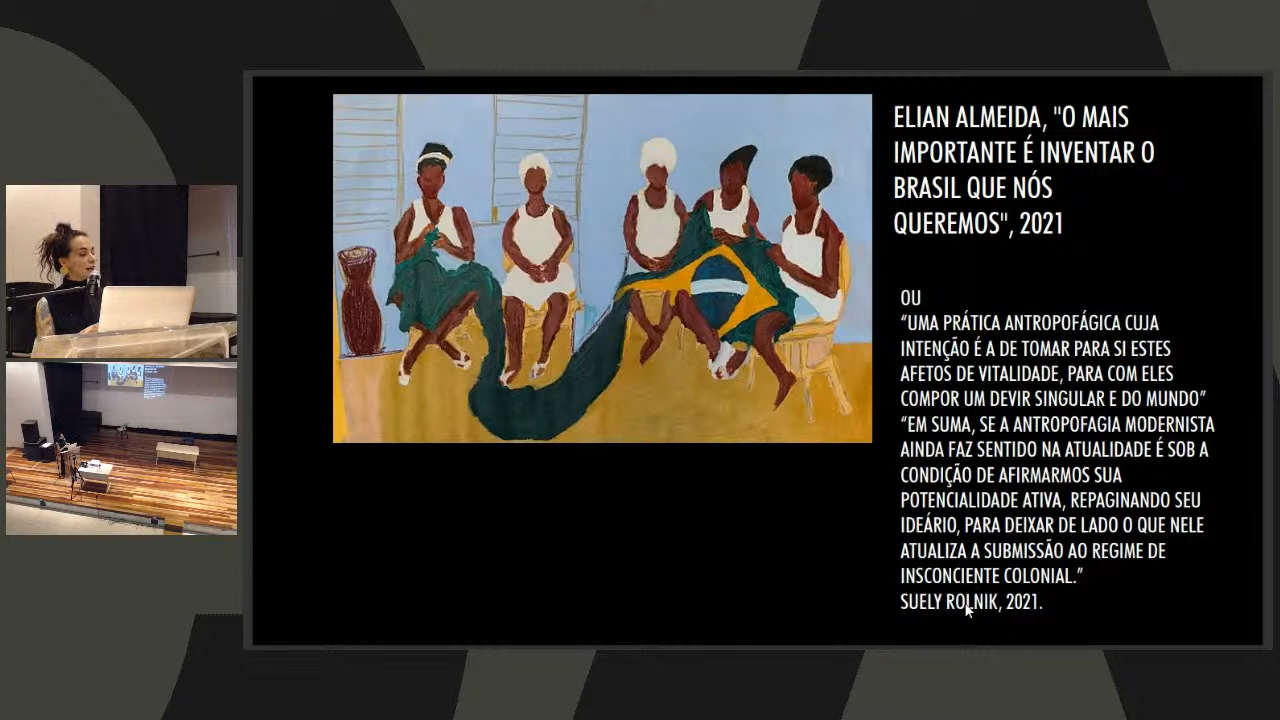 ELIAN ALMEIDA, "O MAIS
IMPORTANTE É INVENTAR O
BRASIL QUE NÓS
QUEREMOS", 2021
OU
“UMA PRÁTICA ANTROPOFÁGICA CUJA
INTENÇÃO É A DE TOMAR PARA SI ESTES
AFETOS DE VITALIDADE, PARA COM ELES
COMPOR UM DEVIR SINGULAR E DO MUNDO”
“EM SUMA, SE A ANTROPOFAGIA MODERNISTA
AINDA FAZ SENTIDO NA ATUALIDADE É SOB A
CONDIÇÃO DE AFIRMARMOS SUA
POTENCIALIDADE ATIVA, REPAGINANDO SEU
IDEÁRIO, PARA DEIXAR DE LADO O QUE NELE
ATUALIZA A SUBMISSÃO AO REGIME DE
INSCONCIENTE COLONIAL.”
SUELY ROLNIK, 2021.